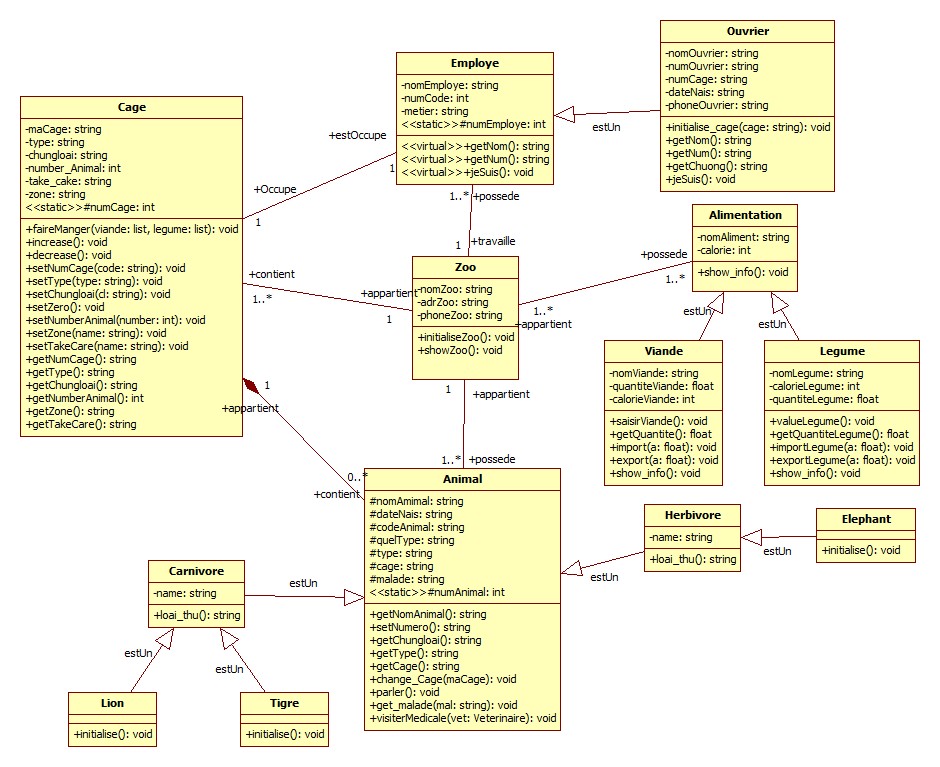 Ouvrier
-nomOuvrier: string
-numOuvrier: string
-numCage: string
-dateNais: string
-phoneOuvrier: string
+initialise_cage(cage: string): void
+getNom(): string
+getNum(): string
+getChuong(): string
+jeSuis(): void
estUn
Employe
-nomEmploye: string
-numCode: int
-metier: string
<<static>>#numEmploye: int
<<virtual>>+getNom(): string
<<virtual>>+getNum(): string
<<virtual>>+jeSuis(): void
+estOccupe
1
+Occupe
1
Cage
-maCage: string
-type: string
-chungloai: string
-number_Animal: int
-take_cake: string
-zone: string
<<static>>#numCage: int
+faireManger(viande: list, legume: list): void
+increase(): void
+decrease(): void
+setNumCage(code: string): void
+setType(type: string): void
+setChungloai(cl: string): void
+setZero(): void
+setNumberAnimal(number: int): void
+setZone(name: string): void
+setTakeCare(name: string): void
+getNumCage(): string
+getType(): string
+getChungloai(): string
+getNumberAnimal(): int
+getZone(): string
+getTakeCare(): string
1..*
+possede
1
+travaille
+contient
1..*
+appartient
1
Zoo
-nomZoo: string
-adrZoo: string
-phoneZoo: string
+initialiseZoo(): void
+showZoo(): void
+possede
1..*
1..*
+appartient
Alimentation
-nomAliment: string
-calorie: int
+show_info(): void
estUn
estUn
Viande
-nomViande: string
-quantiteViande: float
-calorieViande: int
+saisirViande(): void
+getQuantite(): float
+import(a: float): void
+export(a: float): void
+show_info(): void
Legume
-nomLegume: string
-calorieLegume: int
-quantiteLegume: float
+valueLegume(): void
+getQuantiteLegume(): float
+importLegume(a: float): void
+exportLegume(a: float): void
+show_info(): void
1
+appartient
1
+appartient
1..*
+possede
0..*
+contient
Animal
#nomAmimal: string
#dateNais: string
#codeAnimal: string
#quelType: string
#type: string
#cage: string
#malade: string
<<static>>#numAnimal: int
+getNomAnimal(): string
+setNumero(): string
+getChungloai(): string
+getType(): string
+getCage(): string
+change_Cage(maCage): void
+parler(): void
+get_malade(mal: string): void
+visiterMedicale(vet: Veterinaire): void
Herbivore
-name: string
+loai_thu(): string
estUn
Elephant
+initialise(): void
estUn
Carnivore
-name: string
+loai_thu(): string
estUn
estUn
estUn
Lion
+initialise(): void
Tigre
+initialise(): void